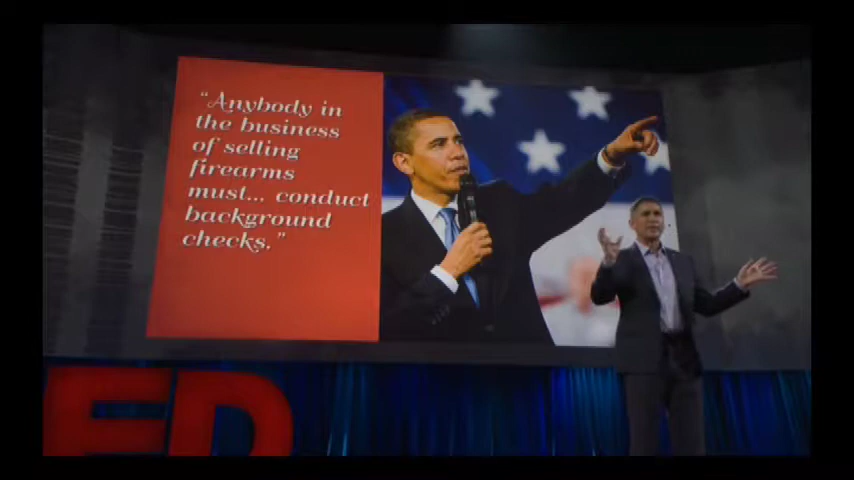 “Anybody in
the business
of selling
firearms
must... conduct
background
checks.”
ED